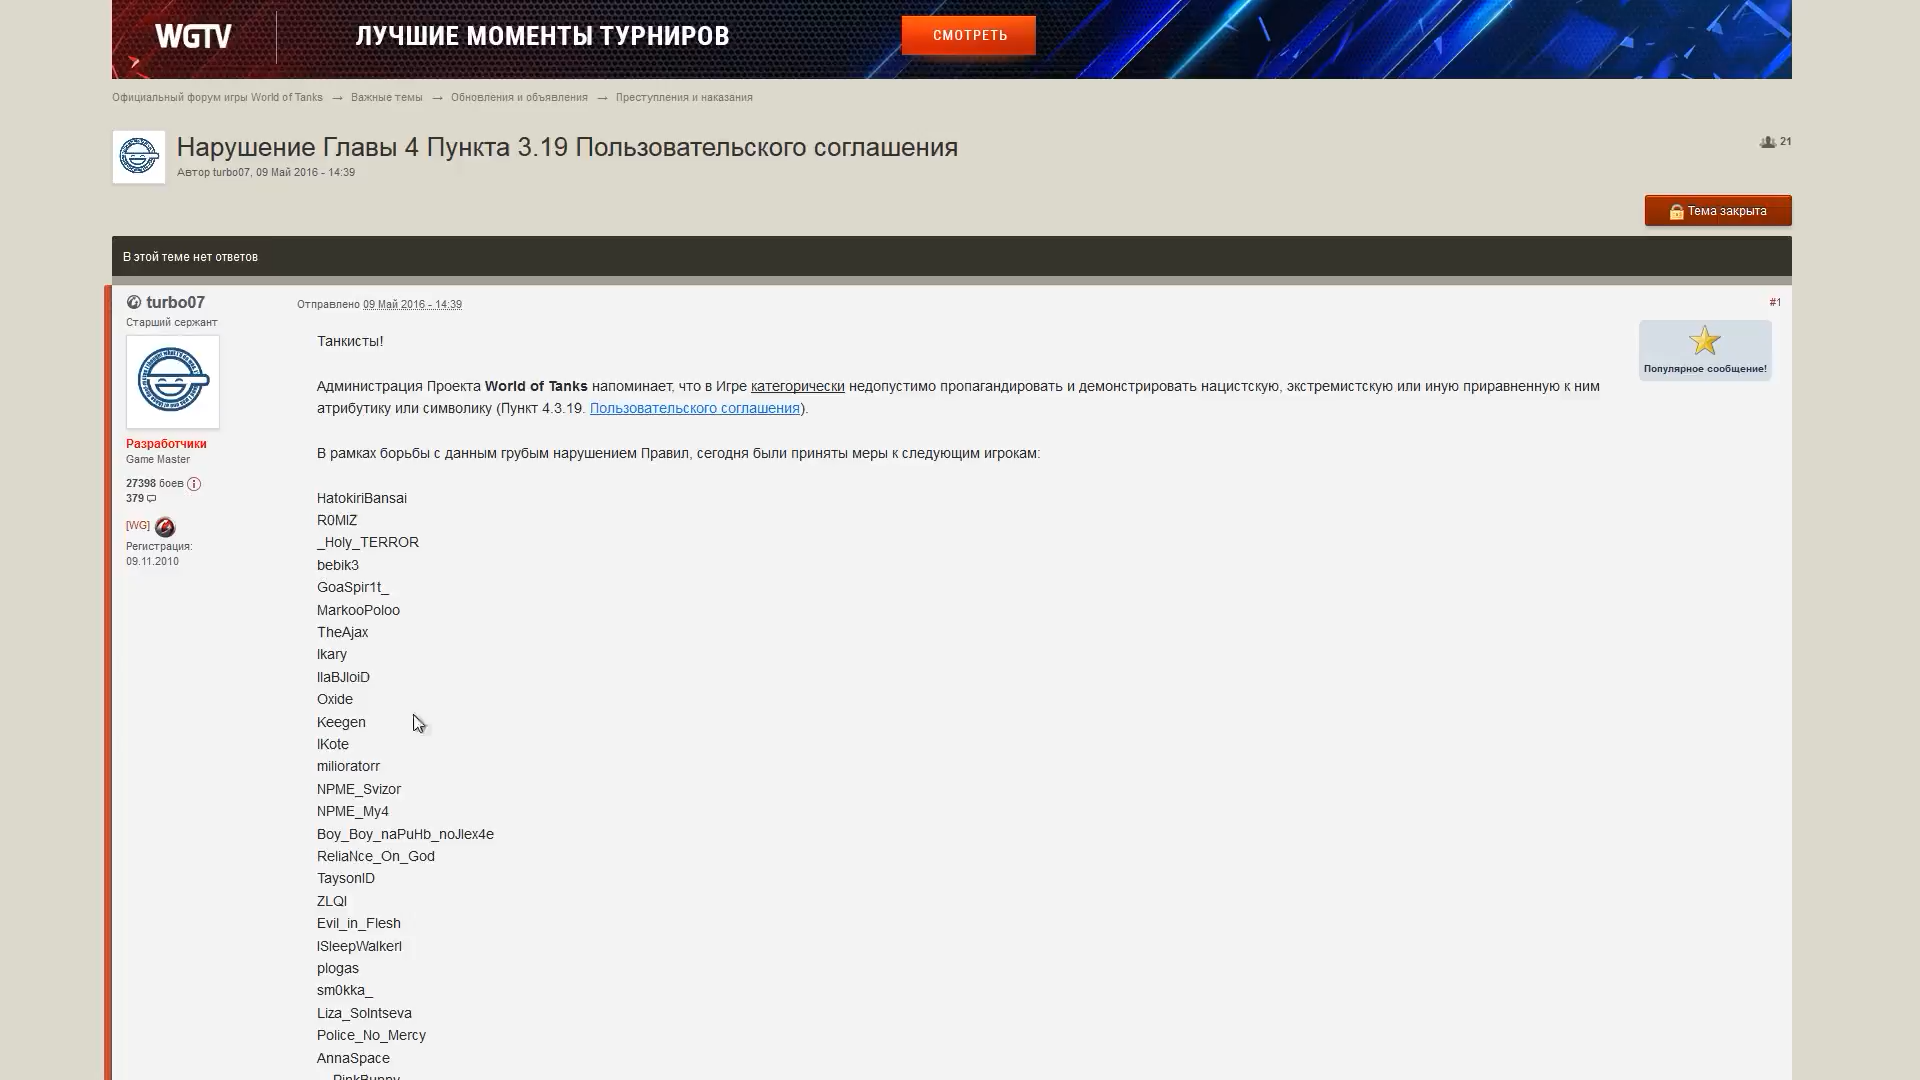 WGTV
ЛУЧШИЕ МОМЕНТЫ ТУРНИРОВ
СМОТРЕТЬ
Официальный форум игры World of Tanks → Важные темы → Обновления и объявления → Преступления и наказания
Нарушение Главы 4 Пункта 3.19 Пользовательского соглашения
Автор turbo07, 09 Май 2016 - 14:39
21
Тема закрыта
В этой теме нет ответов
turbo07
Старший сержант
Разработчики
Game Master
27398 боев
379
[WG]
Регистрация:
09.11.2010
Отправлено 09 Май 2016 - 14:39
#1
Популярное сообщение!
Танкисты!
Администрация Проекта World of Tanks напоминает, что в Игре категорически недопустимо пропагандировать и демонстрировать нацистскую, экстремистскую или иную приравненную к ним
атрибутику или символику (Пункт 4.3.19. Пользовательского соглашения).
В рамках борьбы с данным грубым нарушением Правил, сегодня были приняты меры к следующим игрокам:
HatokiriBansai
R0MIZ
_Holy_TERROR
bebik3
GoaSpir1t_
MarkooPoloo
TheAjax
Ikary
IIaBJIoiD
Oxide
Keegen
IKote
milioratorr
NPME_Svizor
NPME_My4
Boy_Boy_naPuHb_noJlex4e
ReliaNce_On_God
TaysonID
ZLQI
Evil_in_Flesh
ISleepWalkerI
plogas
sm0kka_
Liza_Solntseva
Police_No_Mercy
AnnaSpace
__PinkBunny